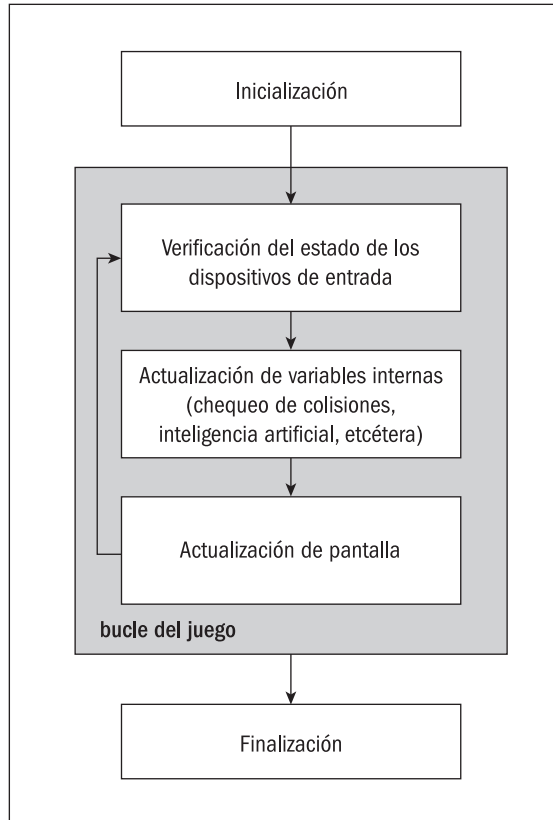 Inicialización
Verificación del estado de los
dispositivos de entrada
Actualización de variables internas
(chequeo de colisiones,
inteligencia artificial, etcétera)
Actualización de pantalla
bucle del juego
Finalización